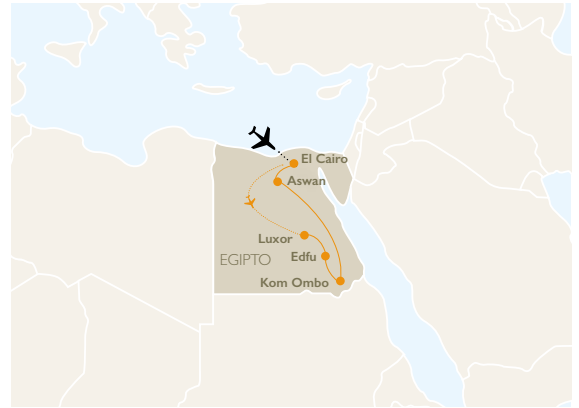 El Cairo
Aswan
Luxor
Edfu
EGIPTO
Kom Ombo